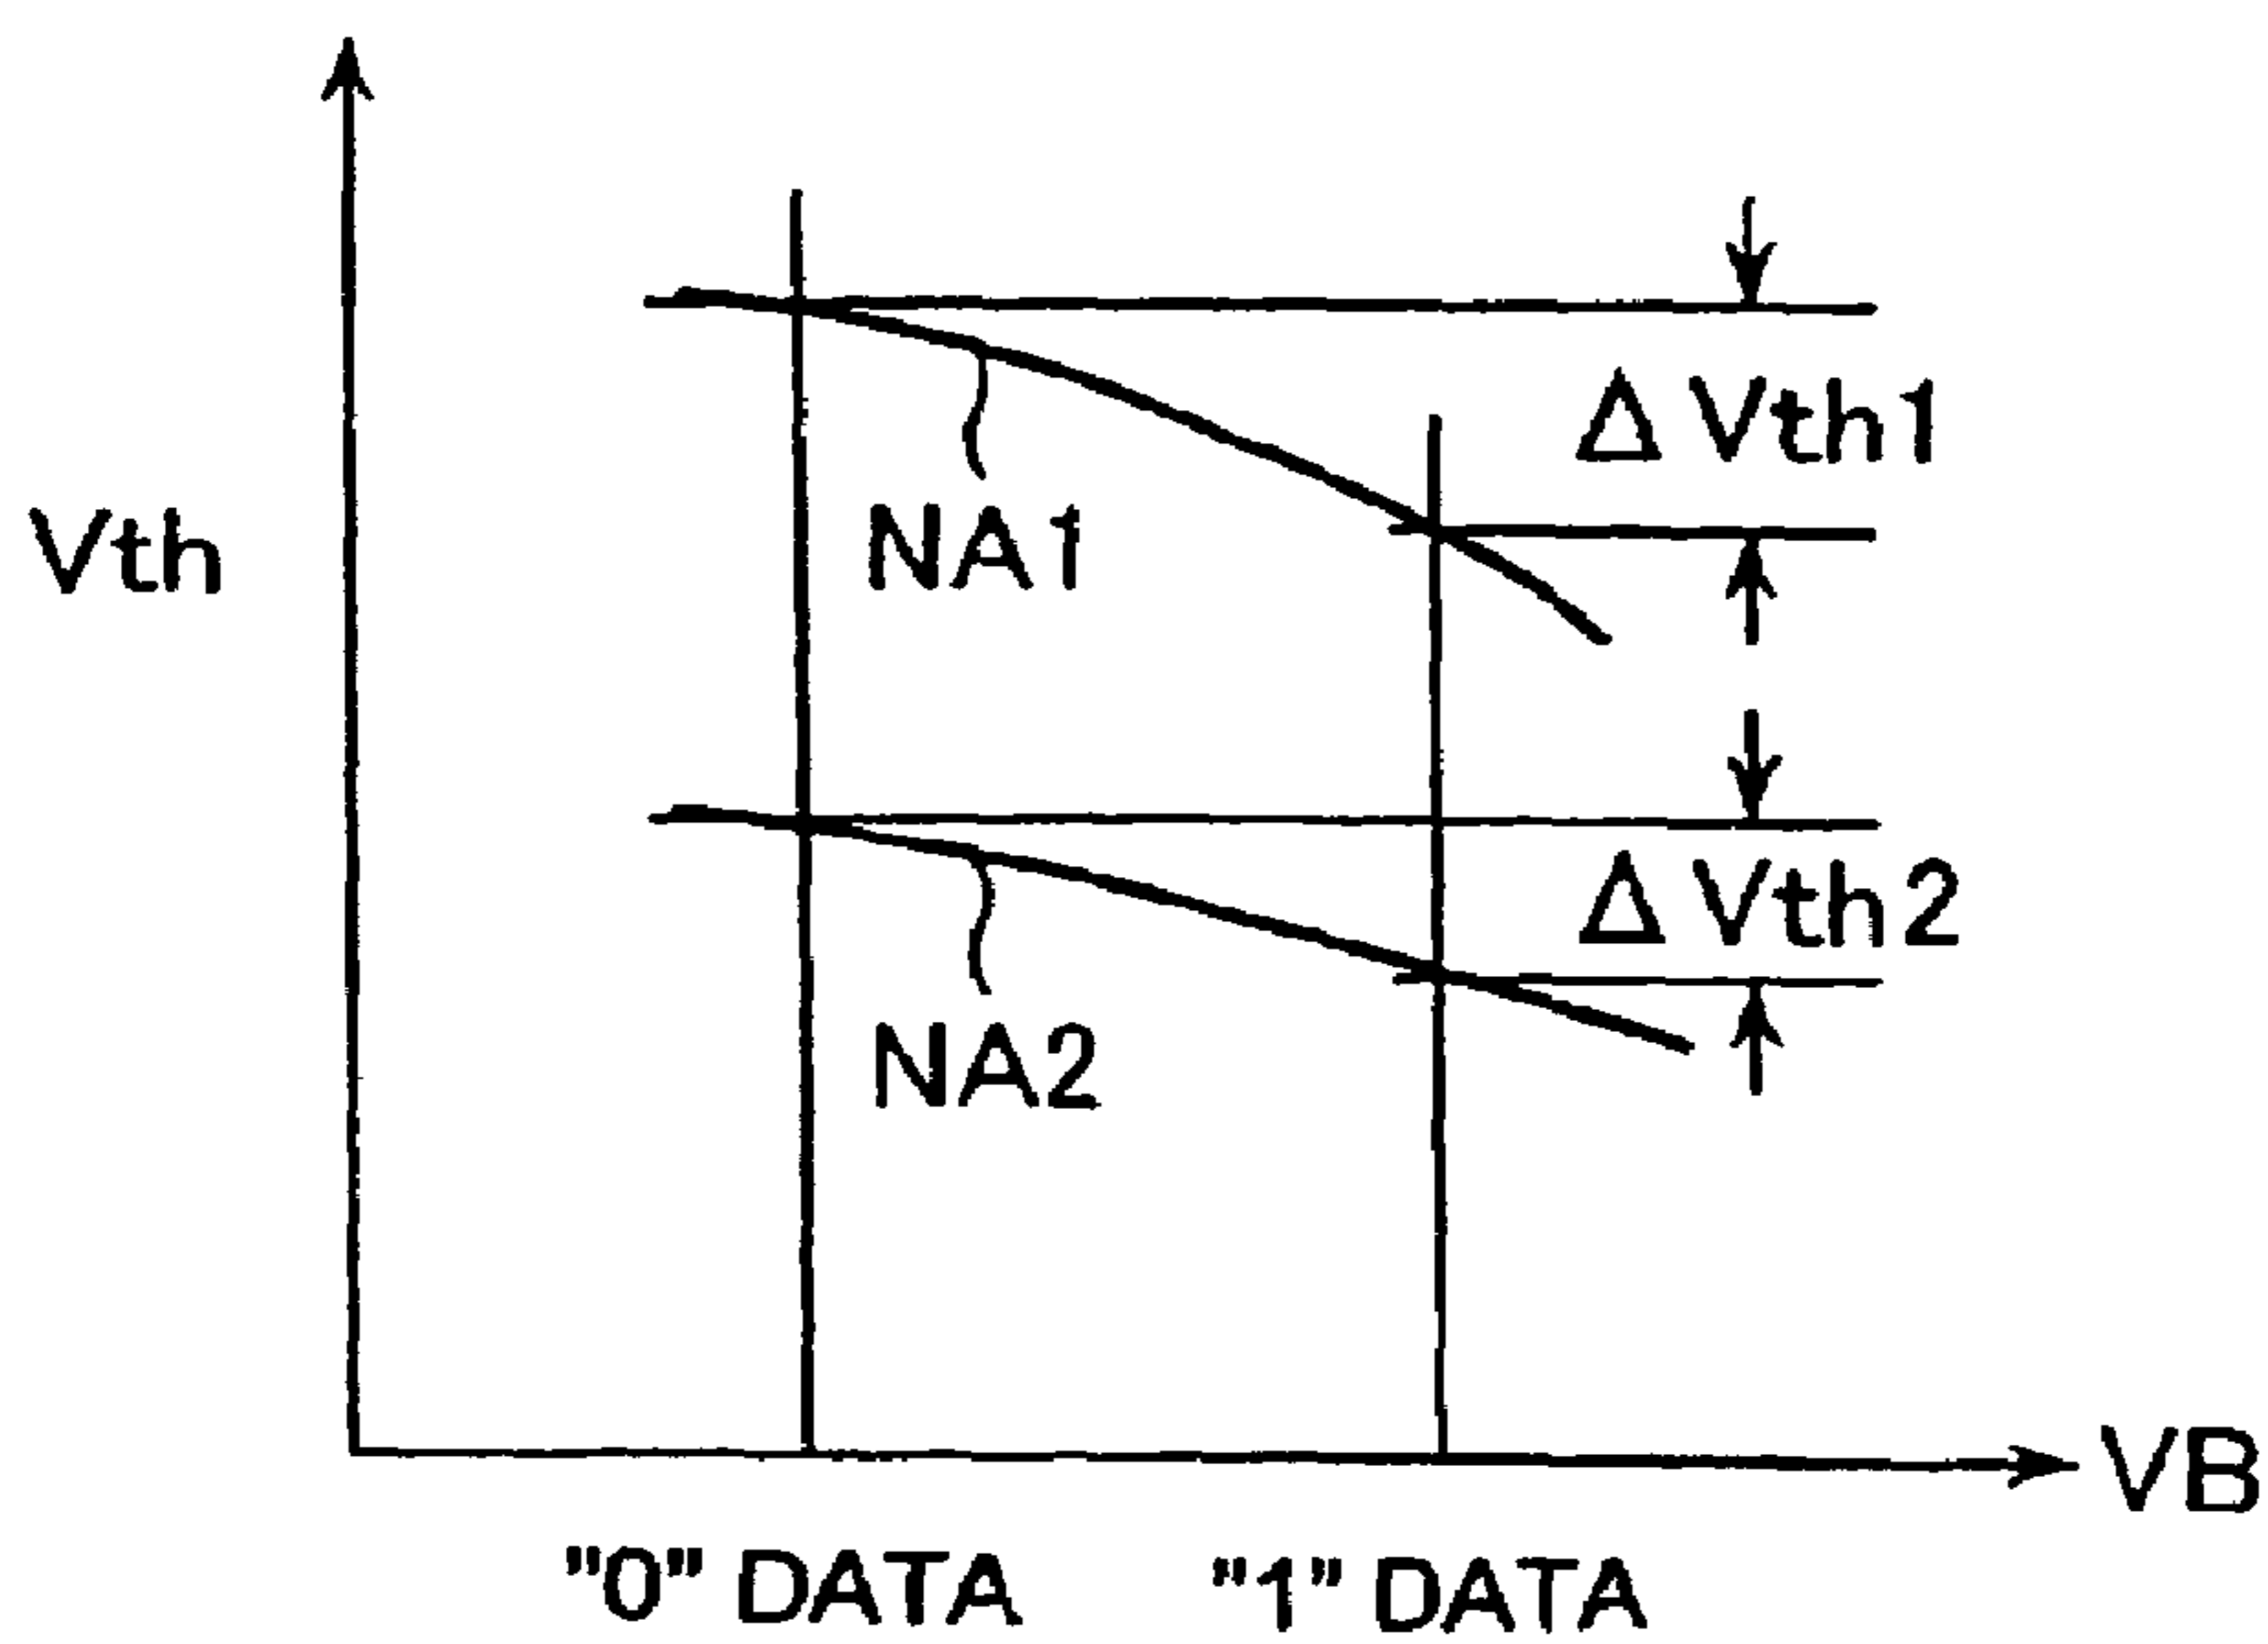 Vth
ΔVth1
NA1
ΔVth2
NA2
VB
"0" DATA
"1" DATA